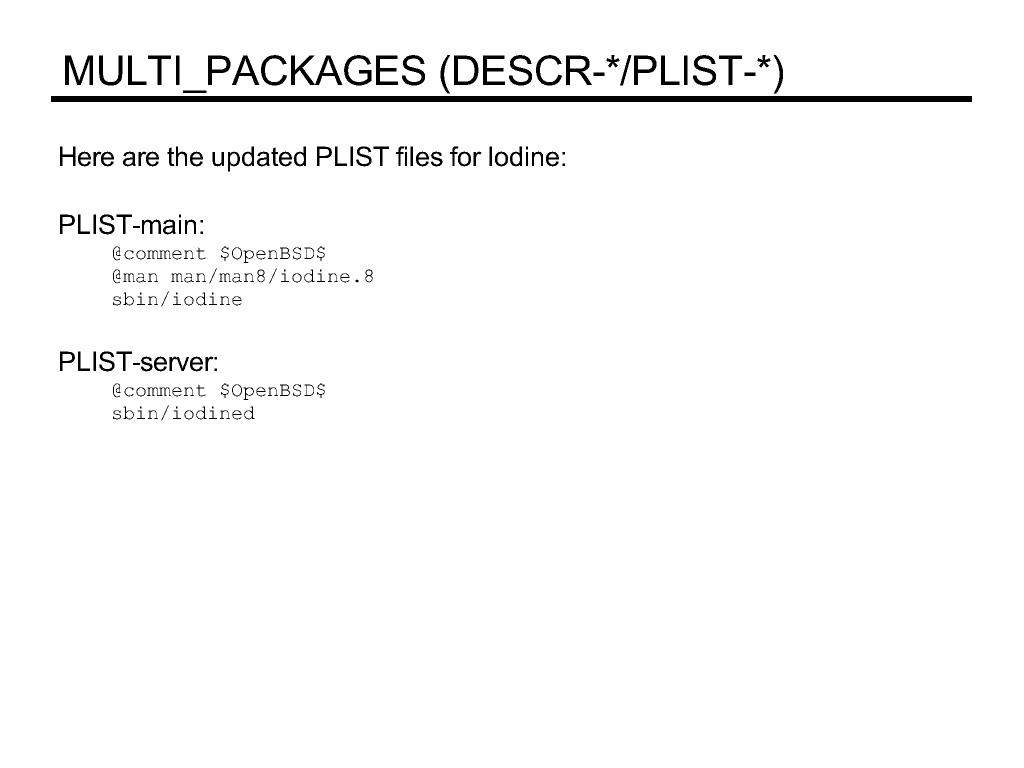 MULTI_PACKAGES (DESCR-*/PLIST-*)
Here are the updated PLIST files for Iodine:
PLIST-main:
@comment $OpenBSD$
@man man/man8/iodine.8
sbin/iodine
PLIST-server:
@comment $OpenBSD$
sbin/iodined